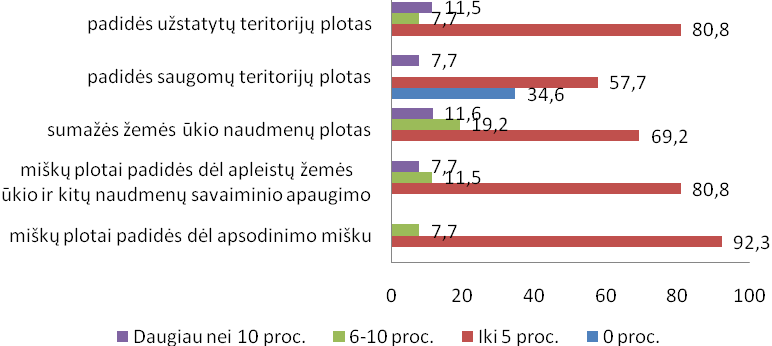 padidės užstatytų teritorijų plotas
11,5
7,7
80,8
padidės saugomų teritorijų plotas
7,7
57,7
34,6
sumažės žemės ūkio naudmenų plotas
11,6
19,2
69,2
miškų plotai padidės dėl apleistų žemės
ūkio ir kitų naudmenų savaiminio apaugimo
7,7
11,5
80,8
miškų plotai padidės dėl apsodinimo mišku
7,7
92,3
0 20 40 60 80 100
Daugiau nei 10 proc. 6-10 proc. Iki 5 proc. 0 proc.